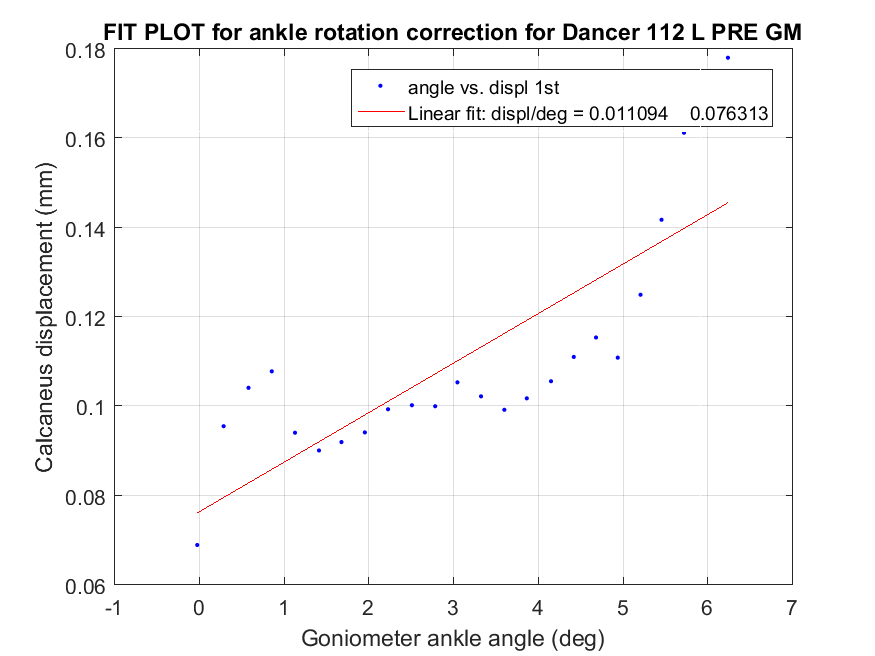 FIT PLOT for ankle rotation correction for Dancer 112 L PRE GM
0.18
0.16
0.14
0.12
0.1
0.08
0.06
Calcaneus displacement (mm)
angle vs. displ 1st
Linear fit: displ/deg = 0.011094 0.076313
-1 0 1 2 3 4 5 6 7
Goniometer ankle angle (deg)